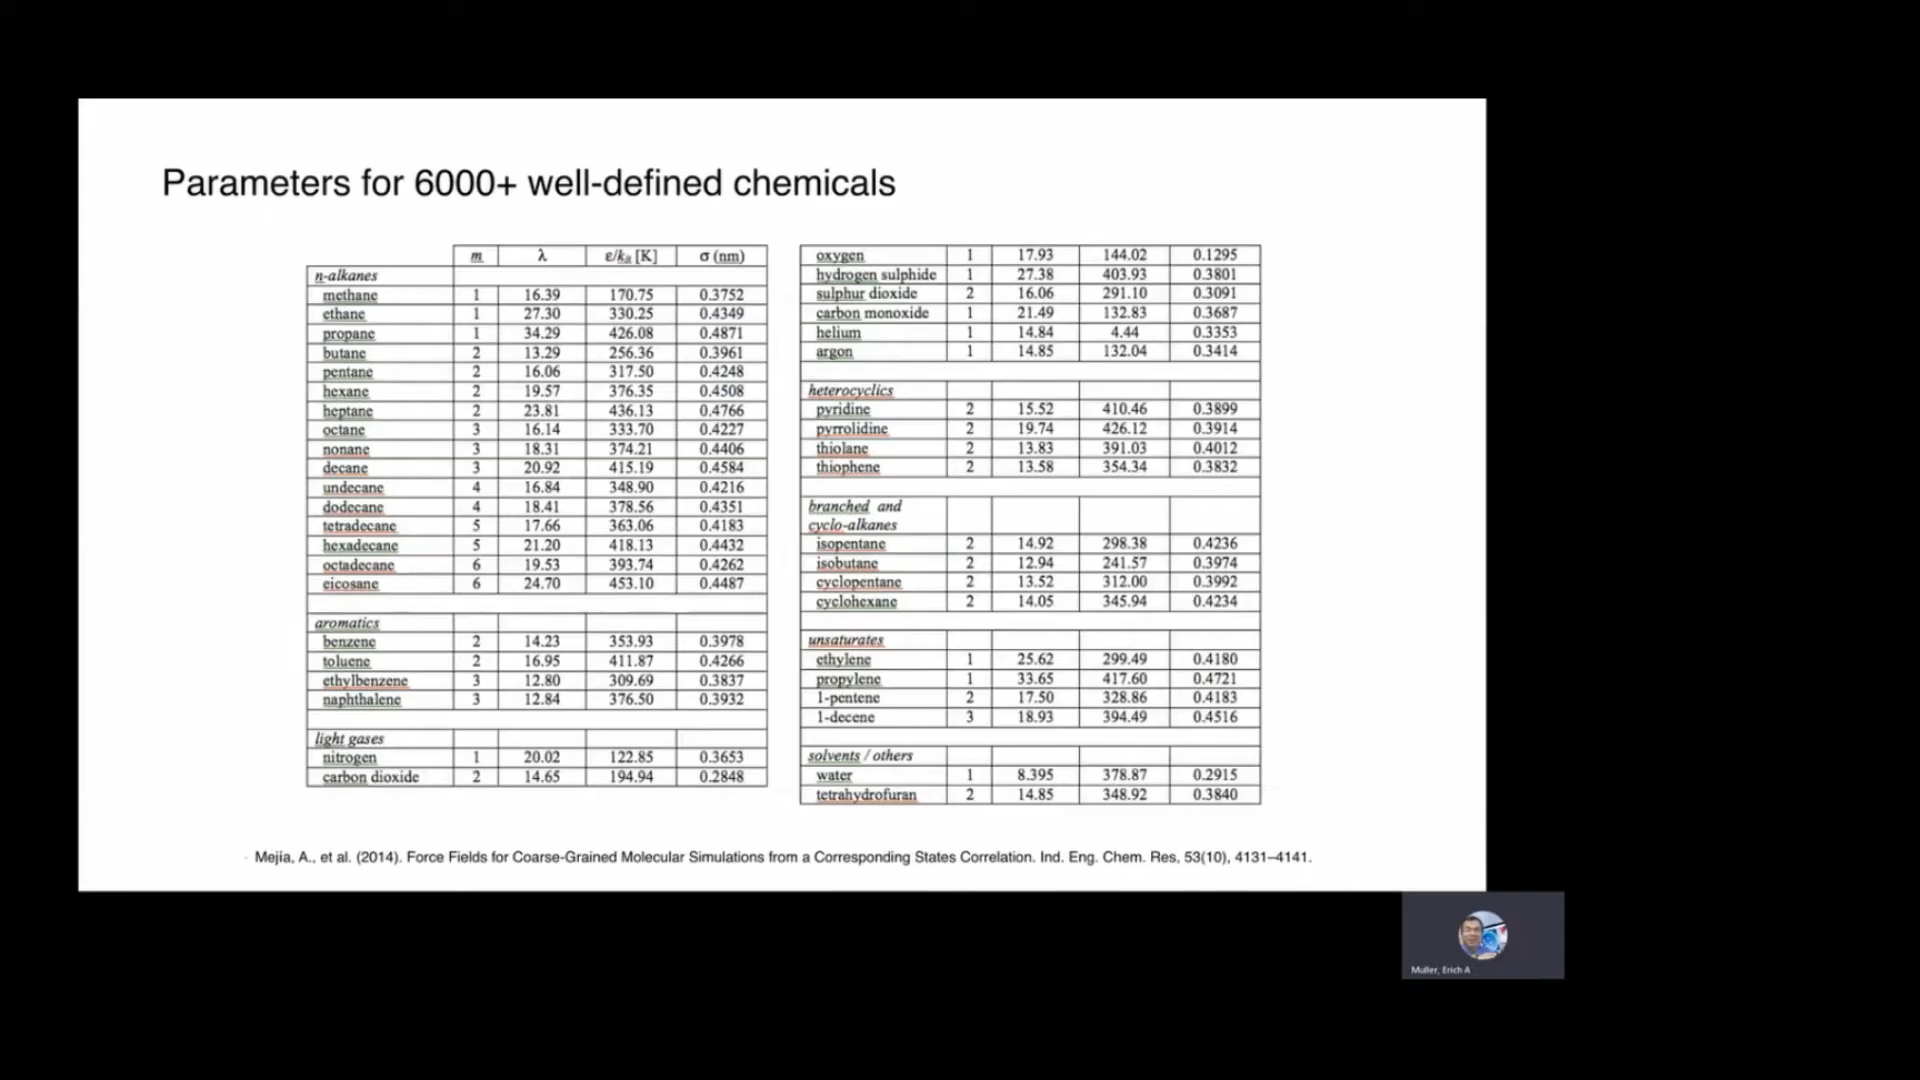 Parameters for 6000+ well-defined chemicals
m λ ε/kB [K] σ (nm)
n-alkanes
methane 1 16.39 170.75 0.3752
ethane 1 27.30 330.25 0.4349
propane 1 34.29 426.08 0.4871
butane 2 13.29 256.36 0.3961
pentane 2 16.06 317.50 0.4248
hexane 2 19.57 376.35 0.4508
heptane 2 23.81 436.13 0.4766
octane 3 16.14 333.70 0.4227
nonane 3 18.31 374.21 0.4406
decane 3 20.92 415.19 0.4584
undecane 4 16.84 348.90 0.4216
dodecane 4 18.41 378.56 0.4351
tetradecane 5 17.66 363.06 0.4183
hexadecane 5 21.20 418.13 0.4432
octadecane 6 19.53 393.74 0.4262
eicosane 6 24.70 453.10 0.4487
aromatics
benzene 2 14.23 353.93 0.3978
toluene 2 16.95 411.87 0.4266
ethylbenzene 3 12.80 309.69 0.3837
naphthalene 3 12.84 376.50 0.3932
light gases
nitrogen 1 20.02 122.85 0.3653
carbon dioxide 2 14.65 194.94 0.2848
oxygen 1 17.93 144.02 0.1295
hydrogen sulphide 1 27.38 403.93 0.3801
sulphur dioxide 2 16.06 291.10 0.3091
carbon monoxide 1 21.49 132.83 0.3687
helium 1 14.84 4.44 0.3353
argon 1 14.85 132.04 0.3414
heterocyclics
pyridine 2 15.52 410.46 0.3899
pyrrolidine 2 19.74 426.12 0.3914
thiolane 2 13.83 391.03 0.4012
thiophene 2 13.58 354.34 0.3832
branched and
cyclo-alkanes
isopentane 2 14.92 298.38 0.4236
isobutane 2 12.94 241.57 0.3974
cyclopentane 2 13.52 312.00 0.3992
cyclohexane 2 14.05 345.94 0.4234
unsaturates
ethylene 1 25.62 299.49 0.4180
propylene 1 33.65 417.60 0.4721
1-pentene 2 17.50 328.86 0.4183
1-decene 3 18.93 394.49 0.4516
solvents / others
water 1 8.395 378.87 0.2915
tetrahydrofuran 2 14.85 348.92 0.3840
Mejía, A., et al. (2014). Force Fields for Coarse-Grained Molecular Simulations from a Corresponding States Correlation. Ind. Eng. Chem. Res, 53(10), 4131–4141.
Muller, Erich A